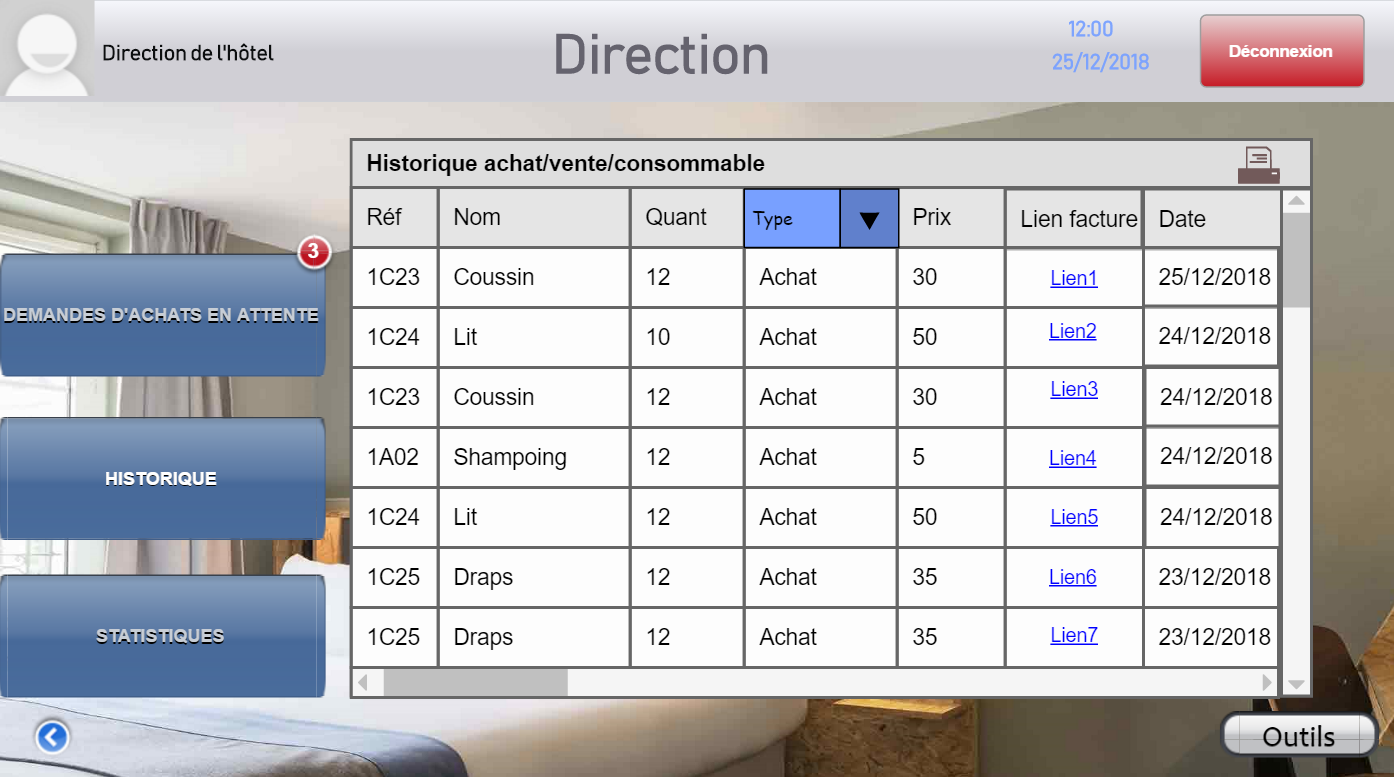 Direction de l'hôtel
Direction
12:00
25/12/2018
Déconnexion
3
DEMANDES D'ACHATS EN ATTENTE
HISTORIQUE
STATISTIQUES
Historique achat/vente/consommable
Réf Nom Quant Type ▼ Prix Lien facture Date
1C23 Coussin 12 Achat 30 Lien1 25/12/2018
1C24 Lit 10 Achat 50 Lien2 24/12/2018
1C23 Coussin 12 Achat 30 Lien3 24/12/2018
1A02 Shampoing 12 Achat 5 Lien4 24/12/2018
1C24 Lit 12 Achat 50 Lien5 24/12/2018
1C25 Draps 12 Achat 35 Lien6 23/12/2018
1C25 Draps 12 Achat 35 Lien7 23/12/2018
Outils